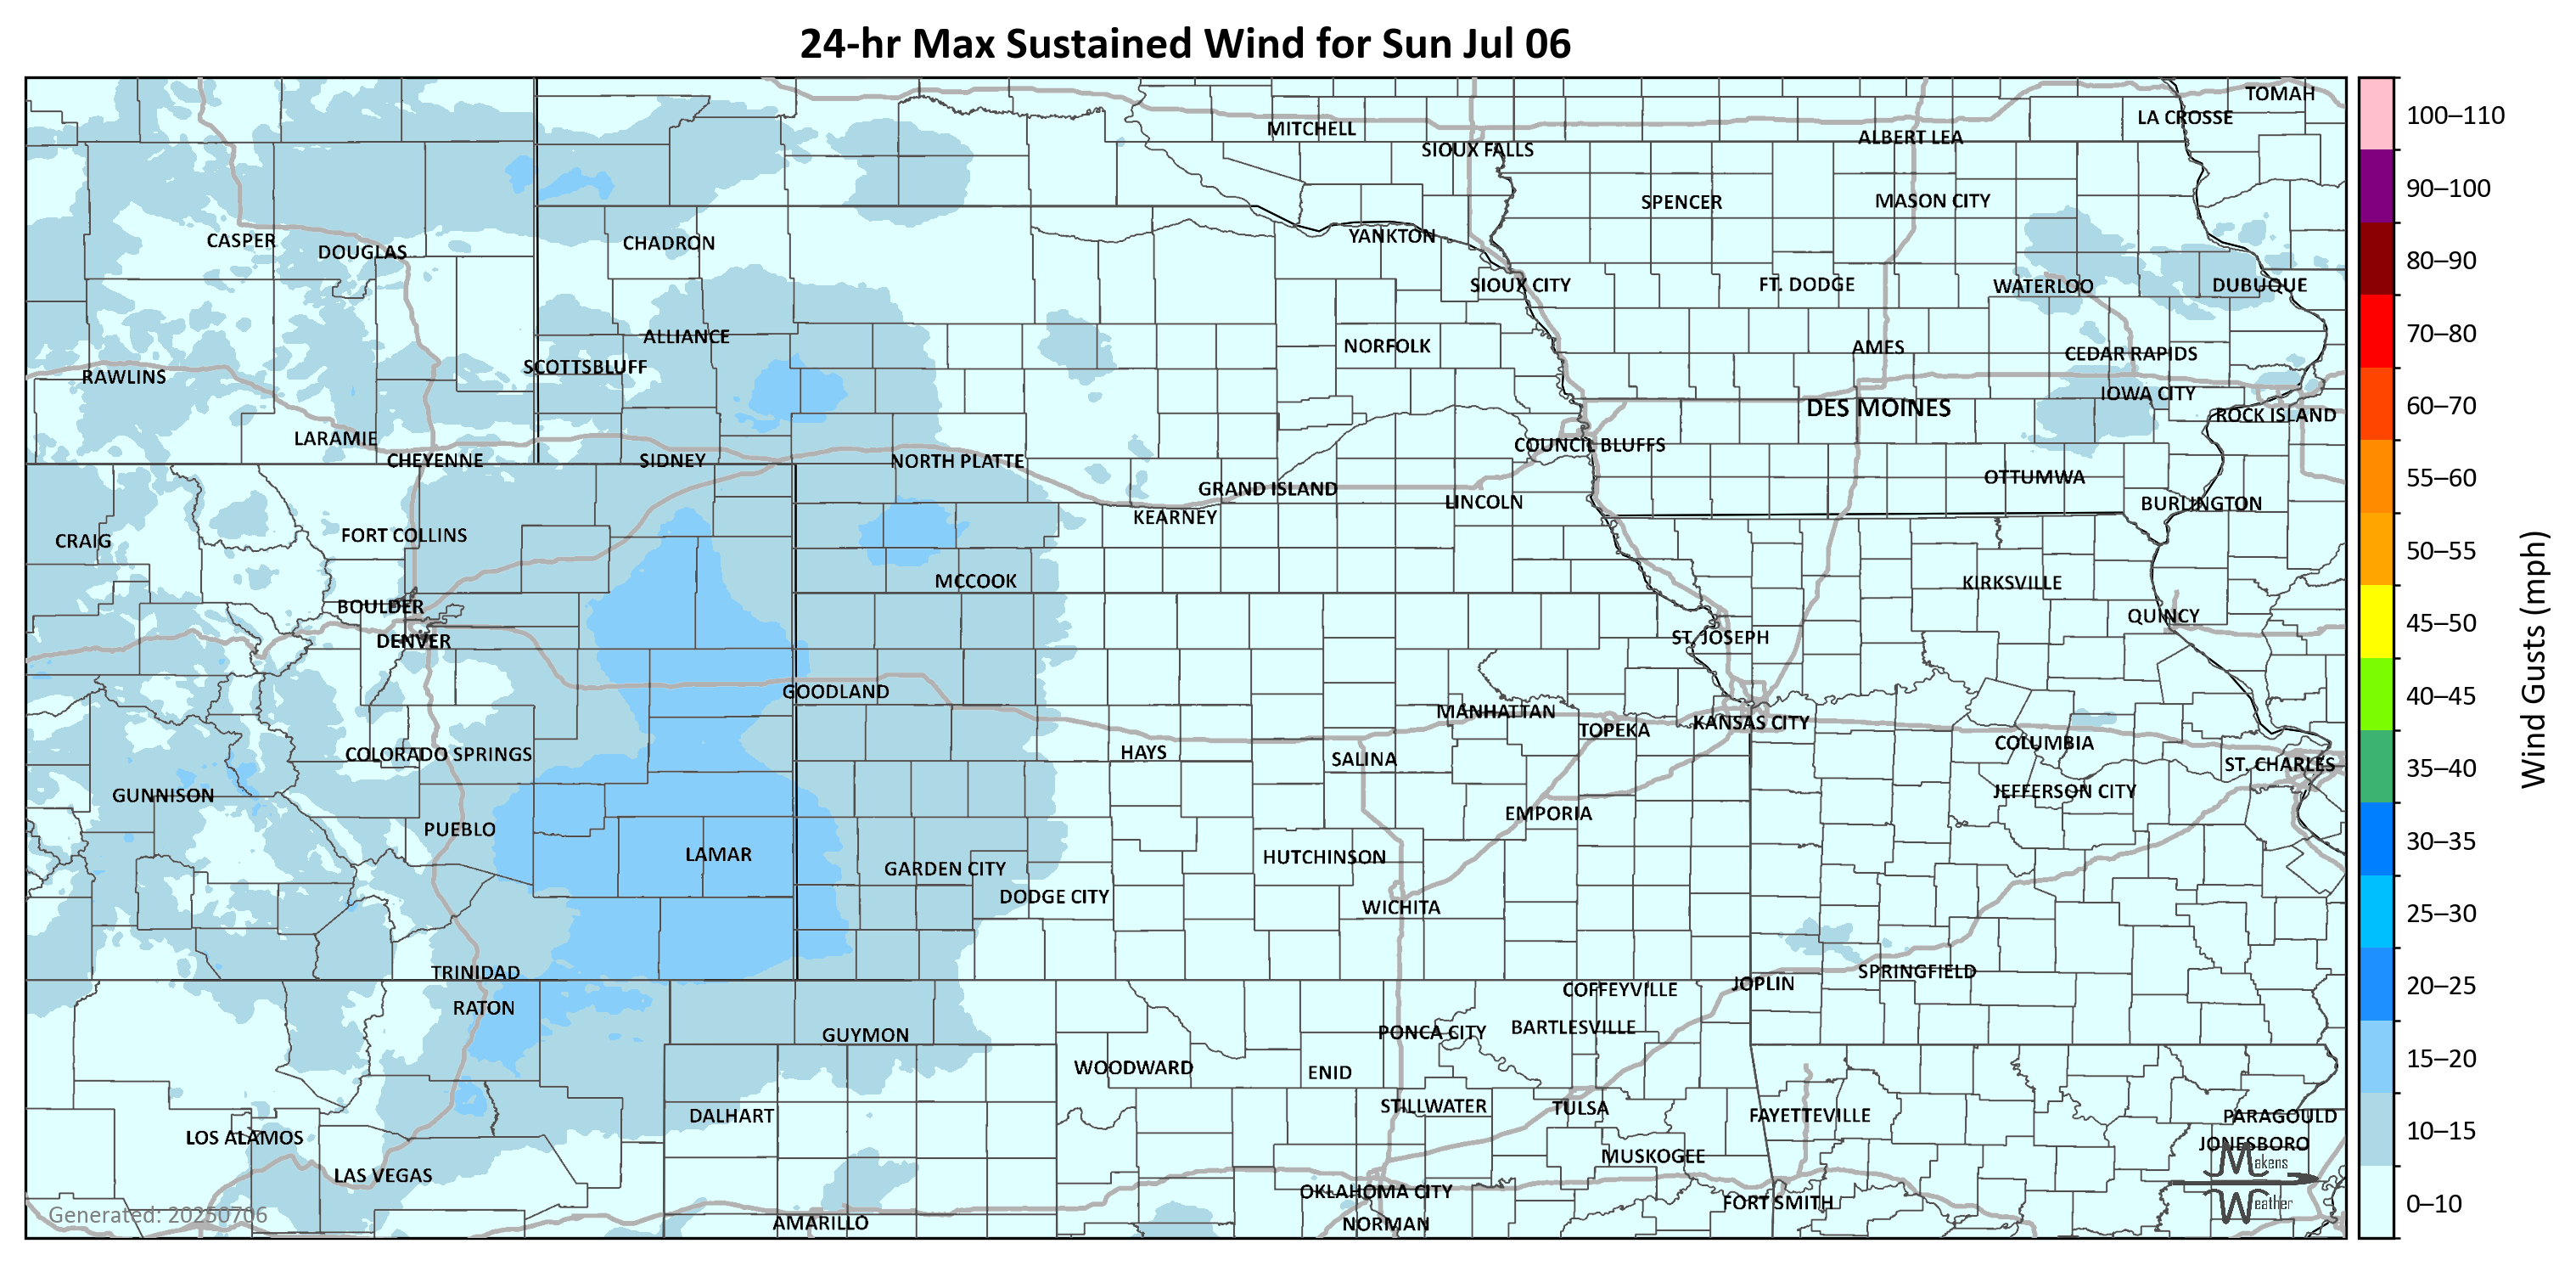 24-hr Max Sustained Wind for Sun Jul 06
TOMAH
LA CROSSE
MITCHELL
ALBERT LEA
SIOUX FALLS
SPENCER
MASON CITY
CASPER
DOUGLAS
CHADRON
YANKTON
SIOUX CITY
FT. DODGE
WATERLOO
DUBUQUE
ALLIANCE
NORFOLK
AMES
CEDAR RAPIDS
SCOTTSBLUFF
RAWLINS
IOWA CITY
DES MOINES
ROCK ISLAND
LARAMIE
COUNCIL BLUFFS
CHEYENNE
SIDNEY
NORTH PLATTE
OTTUMWA
GRAND ISLAND
LINCOLN
BURLINGTON
KEARNEY
FORT COLLINS
CRAIG
MCCOOK
KIRKSVILLE
BOULDER
QUINCY
DENVER
ST. JOSEPH
GOODLAND
MANHATTAN
KANSAS CITY
TOPEKA
COLUMBIA
COLORADO SPRINGS
HAYS
SALINA
ST. CHARLES
GUNNISON
JEFFERSON CITY
EMPORIA
PUEBLO
LAMAR
HUTCHINSON
GARDEN CITY
DODGE CITY
WICHITA
TRINIDAD
SPRINGFIELD
JOPLIN
COFFEYVILLE
RATON
BARTLESVILLE
PONCA CITY
GUYMON
WOODWARD
ENID
STILLWATER
TULSA
DALHART
FAYETTEVILLE
PARAGOULD
LOS ALAMOS
JONESBORO
MUSKOGEE
LAS VEGAS
OKLAHOMA CITY
FORT SMITH
AMARILLO
NORMAN
Generated: 20250706
Makens
Weather
100–110
90–100
80–90
70–80
60–70
55–60
50–55
45–50
40–45
35–40
30–35
25–30
20–25
15–20
10–15
0–10
Wind Gusts (mph)